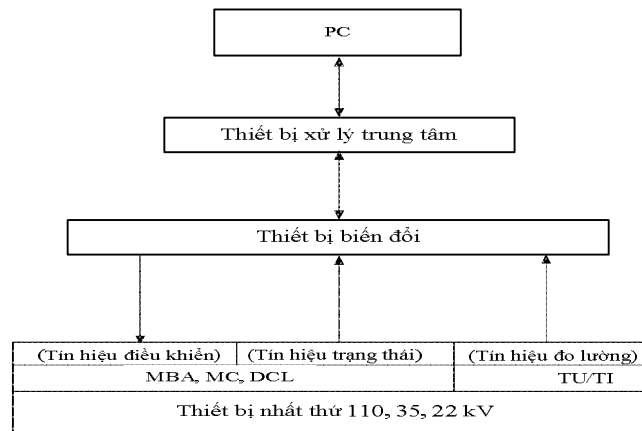 PC
Thiết bị xử lý trung tâm
Thiết bị biến đổi
(Tín hiệu điều khiển) (Tín hiệu trạng thái) (Tín hiệu đo lường)
MBA, MC, DCL TU/TI
Thiết bị nhất thứ 110, 35, 22 kV